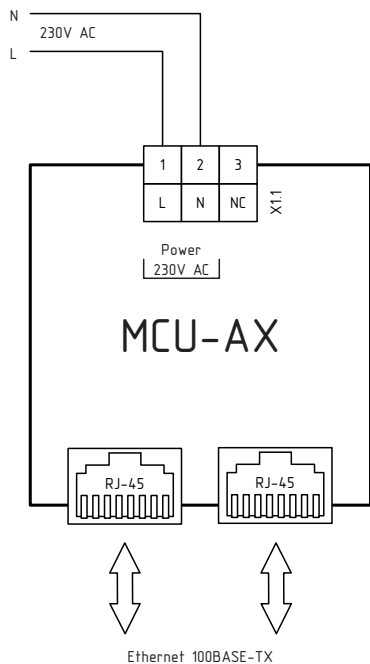 N
230V AC
L
1 2 3
L N NC
X1.1
Power
230V AC
MCU-AX
RJ-45 RJ-45
Ethernet 100BASE-TX